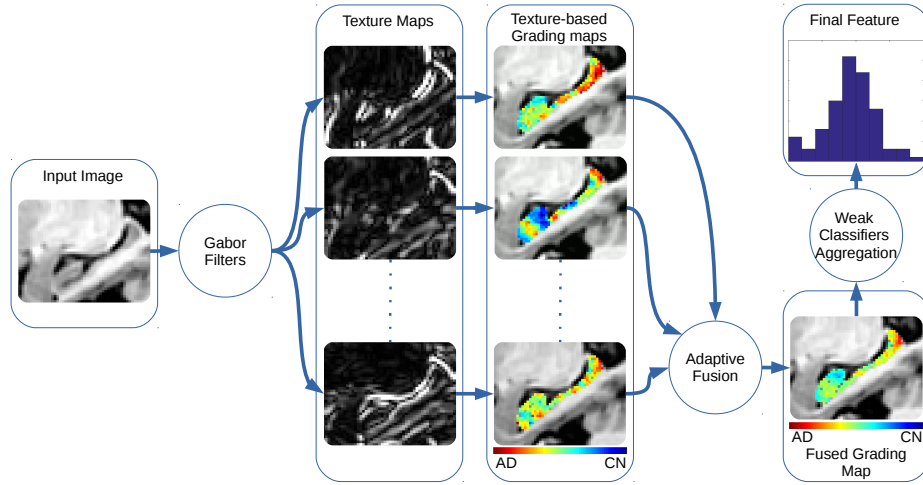 Input Image
Gabor
Filters
Texture Maps
Texture-based
Grading maps
AD CN
Adaptive
Fusion
Final Feature
Weak
Classifiers
Aggregation
AD CN
Fused Grading
Map